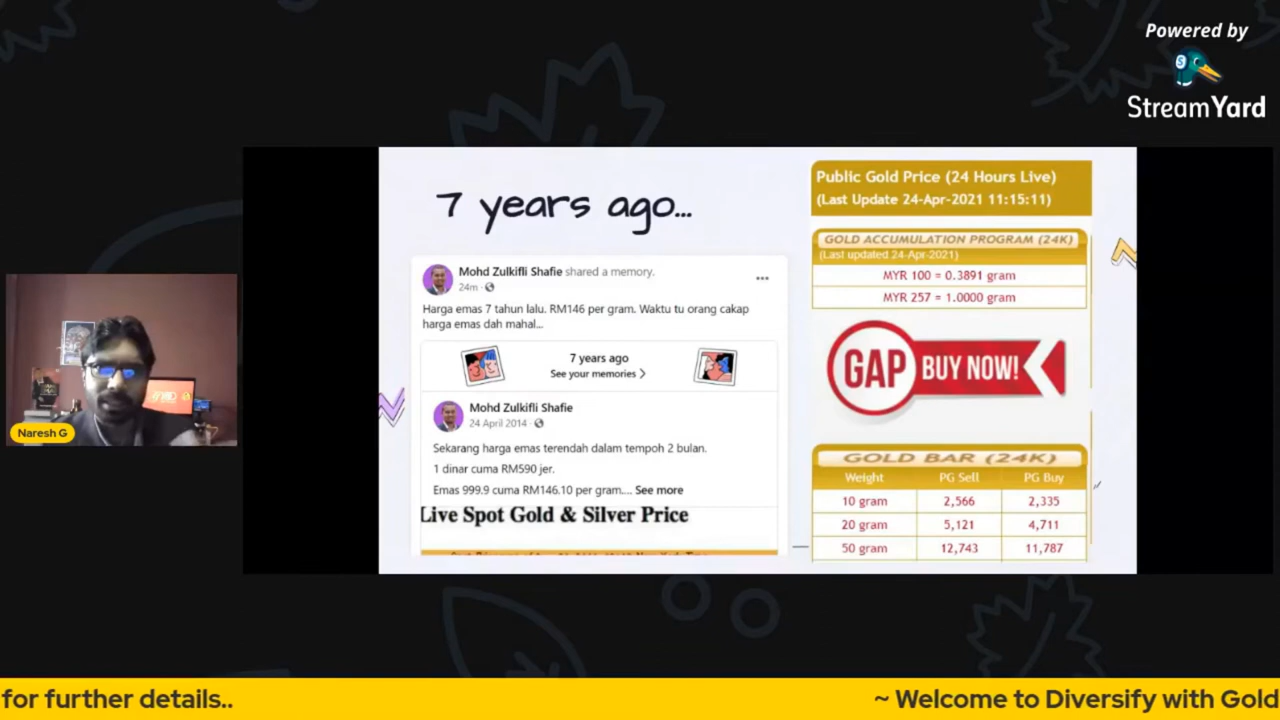 Powered by
StreamYard
7 years ago...
Mohd Zulkifli Shafie shared a memory.
24m
Harga emas 7 tahun lalu. RM146 per gram. Waktu tu orang cakap
harga emas dah mahal...
7 years ago
See your memories
Mohd Zulkifli Shafie
24 April 2014
Sekarang harga emas terendah dalam tempoh 2 bulan.
1 dinar cuma RM590 jer.
Emas 999.9 cuma RM146.10 per gram.... See more
Live Spot Gold & Silver Price
Public Gold Price (24 Hours Live)
(Last Update 24-Apr-2021 11:15:11)
GOLD ACCUMULATION PROGRAM (24K)
(Last updated 24-Apr-2021)
MYR 100 = 0.3891 gram
MYR 257 = 1.0000 gram
GAP BUY NOW!
GOLD BAR (24K)
Weight PG Sell PG Buy
10 gram 2,566 2,335
20 gram 5,121 4,711
50 gram 12,743 11,787
Naresh G
for further details.. ~ Welcome to Diversify with Gold